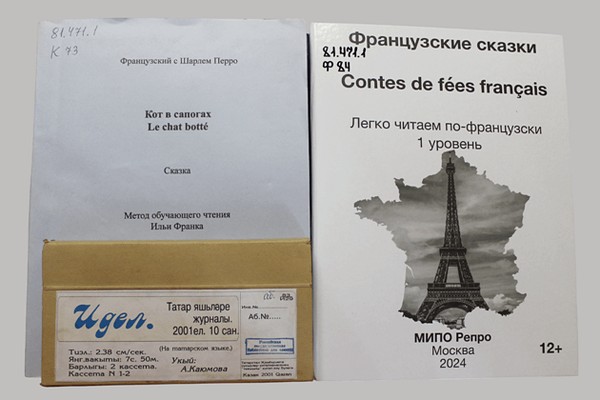 81.471.1
К 73
Французский с Шарлем Перро
Кот в сапогах
Le chat botté
Сказка
Метод обучающего чтения
Ильи Франка
Идел.
Татар яшьләре
журналы.
2001ел. 10 сан.
(На татарском языке.)
Тизл.: 2.38 см/сек.
Яңг.вакыты: 7с. 50м.
Барлыгы: 2 кассета.
Кассета N 1-2
Укый:
А.Каюмова
Аб.№.....
81.471.1
Ф 84
Французские сказки
Contes de fées français
Легко читаем по-французски
1 уровень
МИПО Репро
Москва
2024
12+